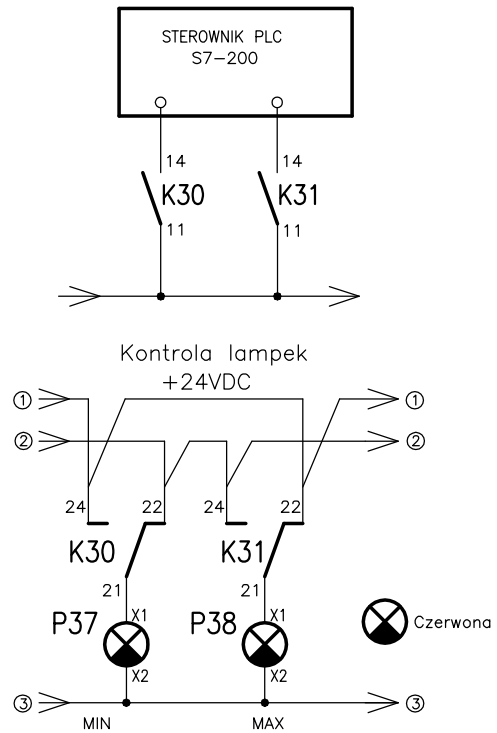 STEROWNIK PLC
S7-200
14 14
K30 K31
11 11
Kontrola lampek
+24VDC
1 1
2 2
24 22 24 22
K30 K31
21 21
P37 X1 P38 X1
Czerwona
X2 X2
3 3
MIN MAX